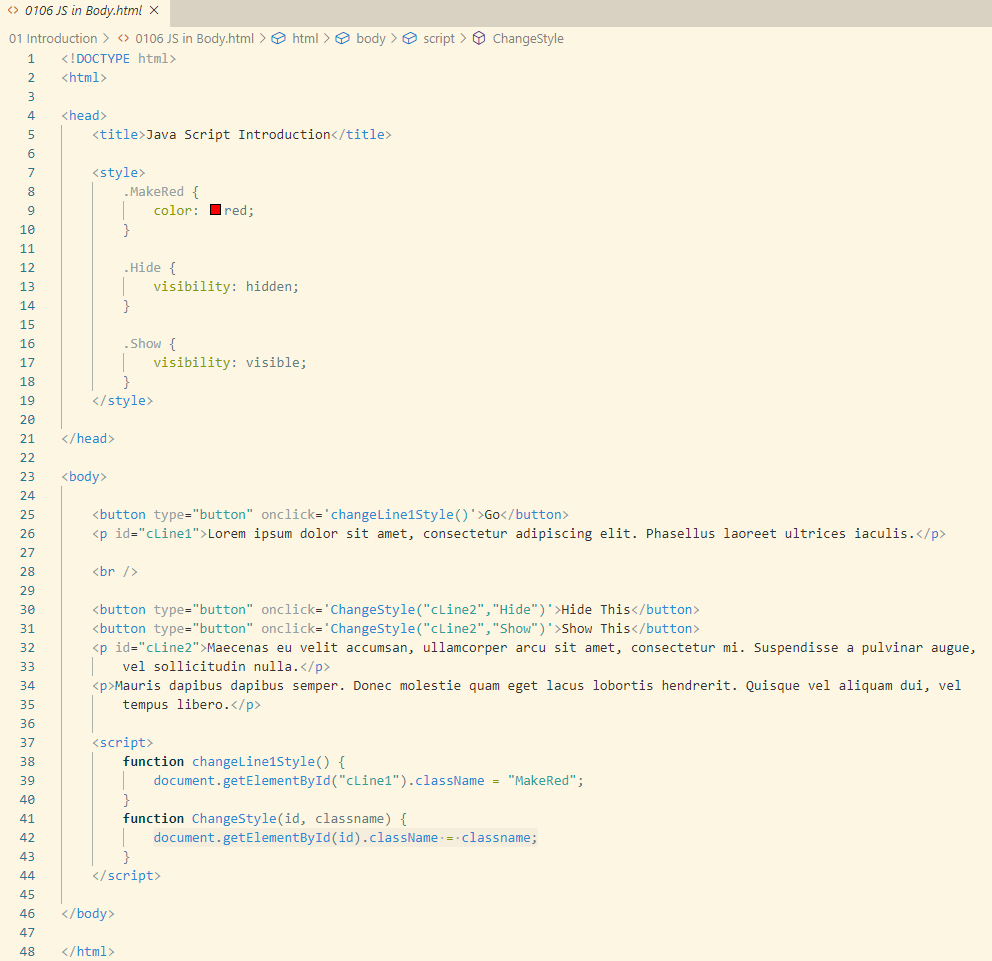 0106 JS in Body.html ×
01 Introduction > 0106 JS in Body.html > html > body > script > ChangeStyle
1 <!DOCTYPE html>
2 <html>
3
4 <head>
5     <title>Java Script Introduction</title>
6
7     <style>
8         .MakeRed {
9             color: red;
10         }
11
12         .Hide {
13             visibility: hidden;
14         }
15
16         .Show {
17             visibility: visible;
18         }
19     </style>
20
21 </head>
22
23 <body>
24
25     <button type="button" onclick='changeLine1Style()'>Go</button>
26     <p id="cLine1">Lorem ipsum dolor sit amet, consectetur adipiscing elit. Phasellus laoreet ultrices iaculis.</p>
27
28     <br />
29
30     <button type="button" onclick='ChangeStyle("cLine2","Hide")'>Hide This</button>
31     <button type="button" onclick='ChangeStyle("cLine2","Show")'>Show This</button>
32     <p id="cLine2">Maecenas eu velit accumsan, ullamcorper arcu sit amet, consectetur mi. Suspendisse a pulvinar augue,
33         vel sollicitudin nulla.</p>
34     <p>Mauris dapibus dapibus semper. Donec molestie quam eget lacus lobortis hendrerit. Quisque vel aliquam dui, vel
35         tempus libero.</p>
36
37     <script>
38         function changeLine1Style() {
39             document.getElementById("cLine1").className = "MakeRed";
40         }
41         function ChangeStyle(id, classname) {
42             document.getElementById(id).className·=·classname;
43         }
44     </script>
45
46 </body>
47
48 </html>